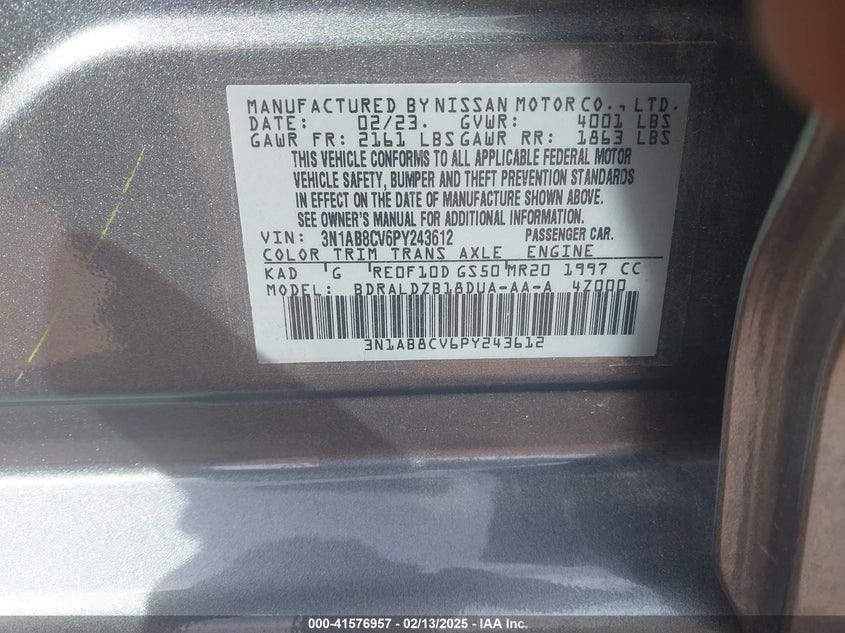 MANUFACTURED BY NISSAN MOTOR CO., LTD.
DATE: 02/23. GVWR: 4001 LBS
GAWR FR: 2161 LBS GAWR RR: 1863 LBS
THIS VEHICLE CONFORMS TO ALL APPLICABLE FEDERAL MOTOR
VEHICLE SAFETY, BUMPER AND THEFT PREVENTION STANDARDS
IN EFFECT ON THE DATE OF MANUFACTURE SHOWN ABOVE.
SEE OWNER'S MANUAL FOR ADDITIONAL INFORMATION.
VIN: 3N1AB8CV6PY243612 PASSENGER CAR.
COLOR TRIM TRANS AXLE ENGINE
KAD G RE0F10D GS50 MR20 1997 CC
MODEL: BDRALDZB18DUA-AA-A 4Z000
3N1AB8CV6PY243612
000-41576957 - 02/13/2025 - IAA Inc.